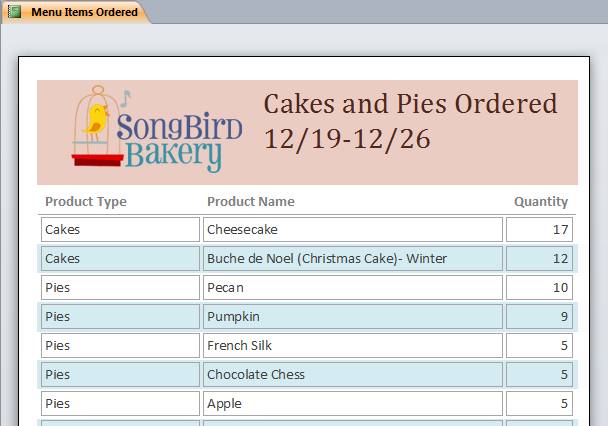 Menu Items Ordered
SongBird
Bakery
Cakes and Pies Ordered
12/19-12/26
Product Type Product Name Quantity
Cakes Cheesecake 17
Cakes Buche de Noel (Christmas Cake)- Winter 12
Pies Pecan 10
Pies Pumpkin 9
Pies French Silk 5
Pies Chocolate Chess 5
Pies Apple 5